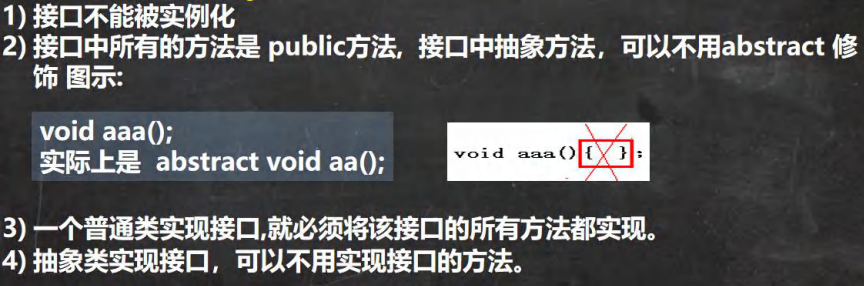 1) 接口不能被实例化
2) 接口中所有的方法是 public方法, 接口中抽象方法，可以不用abstract 修
饰 图示:
void aaa();
实际上是 abstract void aa();
void aaa(){ };
3) 一个普通类实现接口,就必须将该接口的所有方法都实现。
4) 抽象类实现接口，可以不用实现接口的方法。